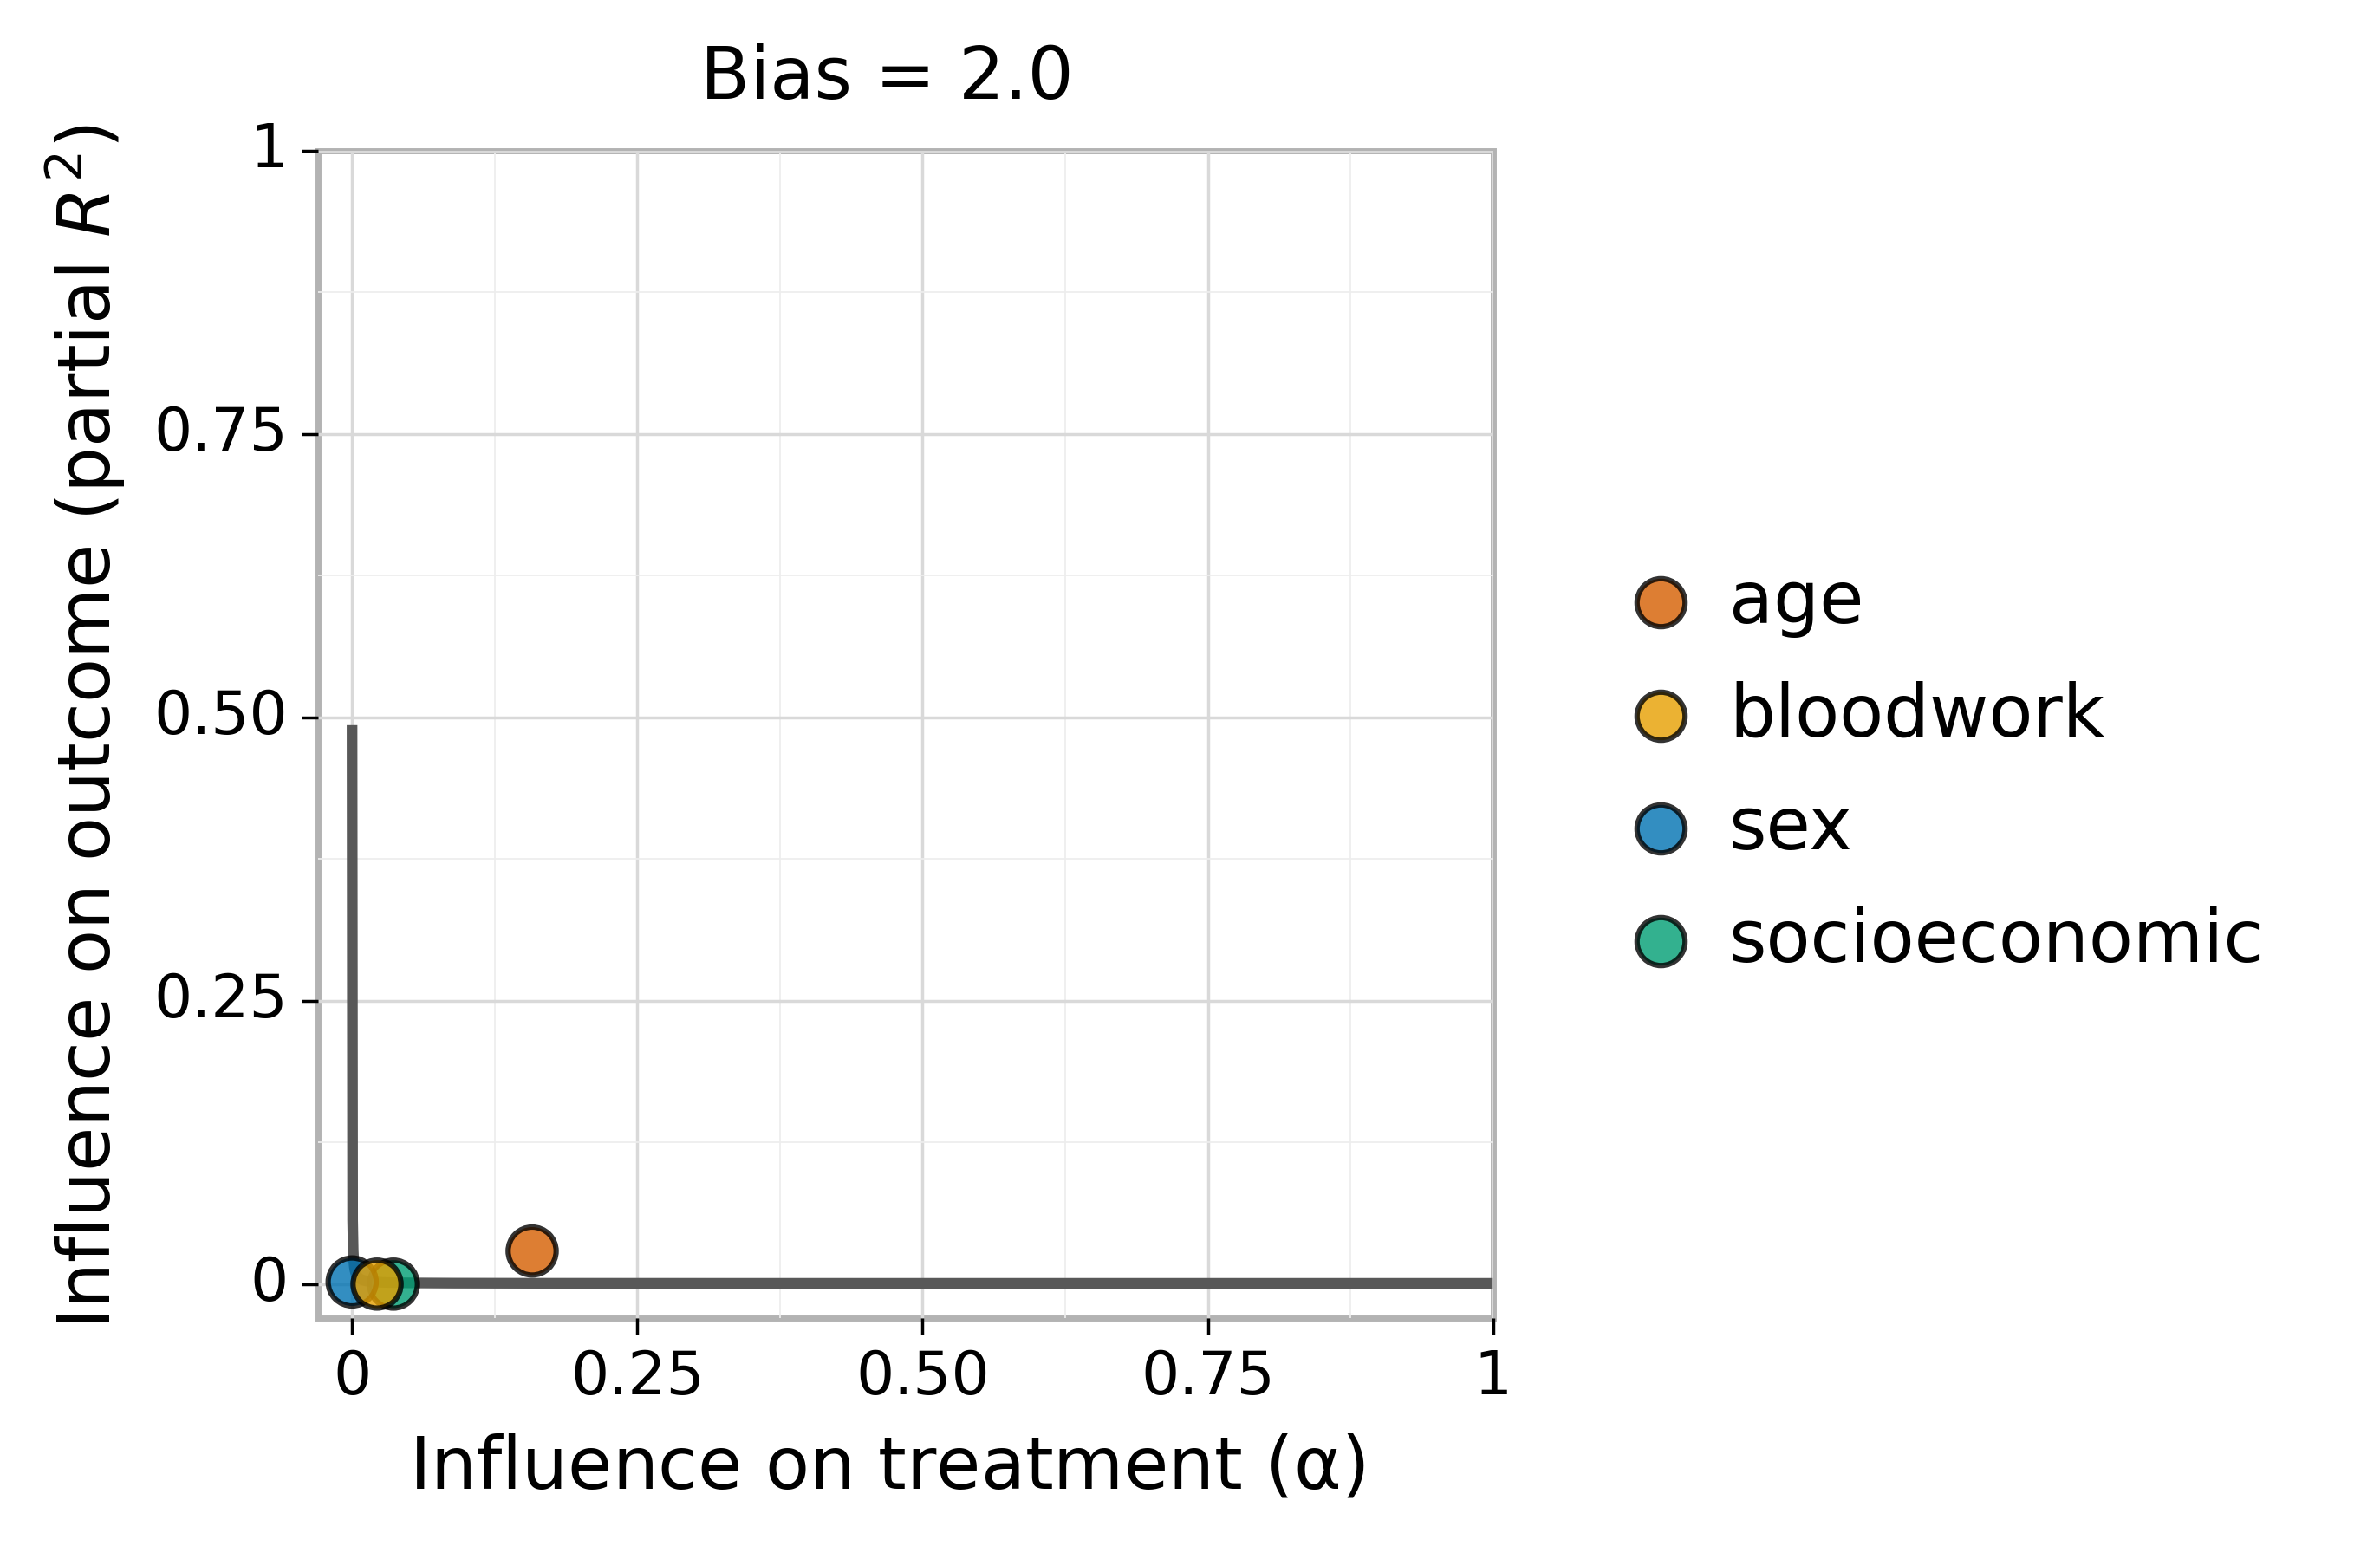 Bias = 2.0
Influence on outcome (partial R²)
1
0.75
0.50
0.25
0
0
0.25
0.50
0.75
1
Influence on treatment (α)
age
bloodwork
sex
socioeconomic